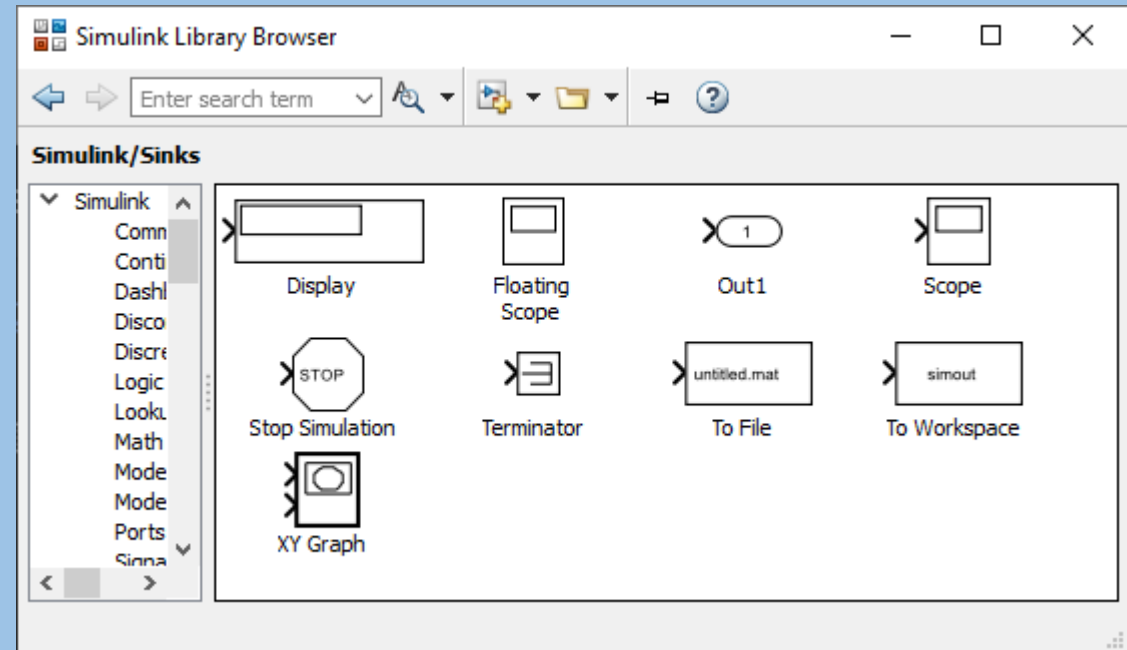 Simulink Library Browser
Enter search term
Simulink/Sinks
Simulink
Comm
Conti
Dashl
Disco
Discre
Logic
Looku
Math
Mode
Mode
Ports
Signa
Display
Floating
Scope
1
Out1
Scope
STOP
Stop Simulation
Terminator
untitled.mat
To File
simout
To Workspace
XY Graph